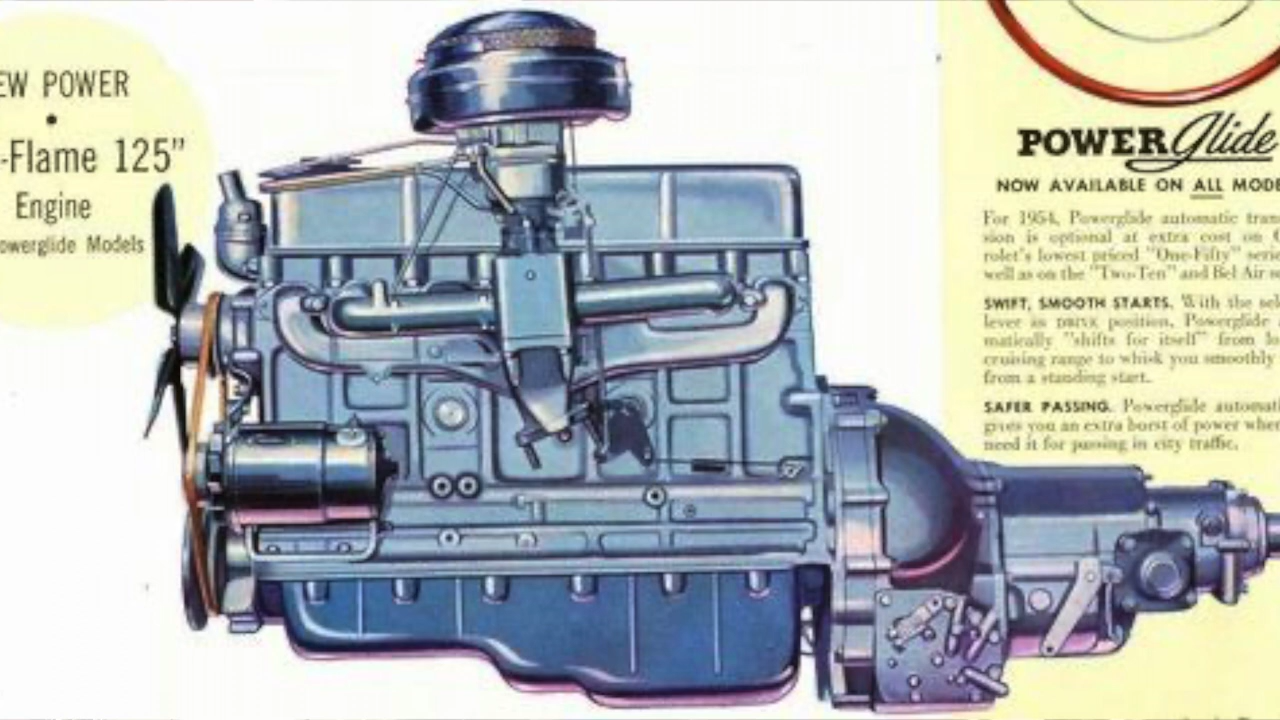 EW POWER
•
-Flame 125"
Engine
owerglide Models
POWERGlide
NOW AVAILABLE ON ALL MODE
For 1954, Powerglide automatic tran
sion is optional at extra cost on C
rolet's lowest priced "One-Fifty" serie
well as on the "Two-Ten" and Bel Air
SWIFT, SMOOTH STARTS. With the sel
lever in DRIVE position, Powerglide
matically "shifts for itself" from lo
cruising range to whisk you smoothly
from a standing start.
SAFER PASSING. Powerglide automat
gives you an extra burst of power when
need it for passing in city traffic.